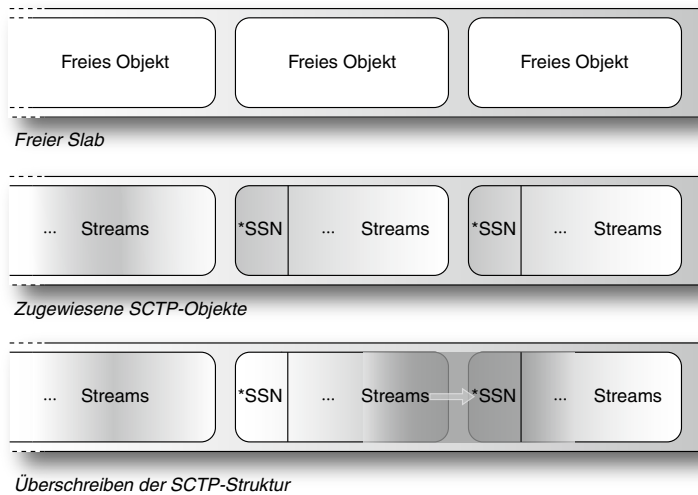 Freies Objekt Freies Objekt Freies Objekt
Freier Slab
... Streams *SSN ... Streams *SSN ... Streams
Zugewiesene SCTP-Objekte
... Streams *SSN ... Streams *SSN ... Streams
Überschreiben der SCTP-Struktur